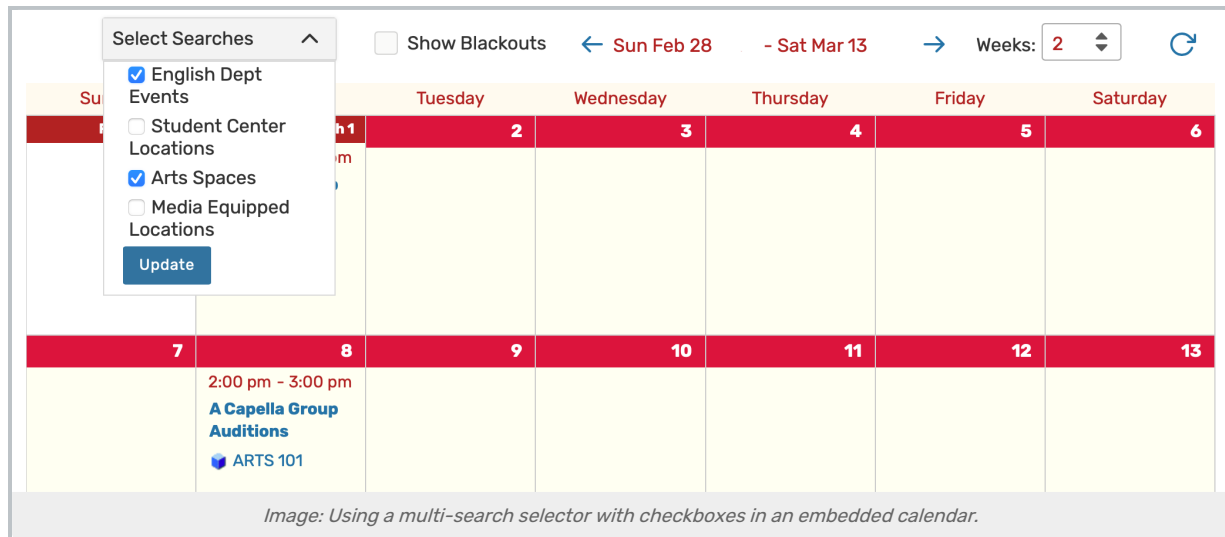 Select Searches
Show Blackouts
Sun Feb 28 - Sat Mar 13
Weeks: 2
English Dept
Events
Student Center
Locations
Arts Spaces
Media Equipped
Locations
Update
Tuesday Wednesday Thursday Friday Saturday
2 3 4 5 6
7 8 9 10 11 12 13
2:00 pm - 3:00 pm
A Capella Group
Auditions
ARTS 101
Image: Using a multi-search selector with checkboxes in an embedded calendar.